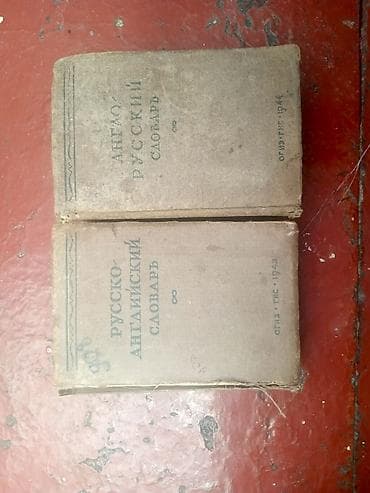 АНГЛО-
РУССКИЙ
СЛОВАРЬ
ОГИЗ • ГИС • 1944
РУССКО-
АНГЛИЙСКИЙ
СЛОВАРЬ
ОГИЗ • ГИС • 1943